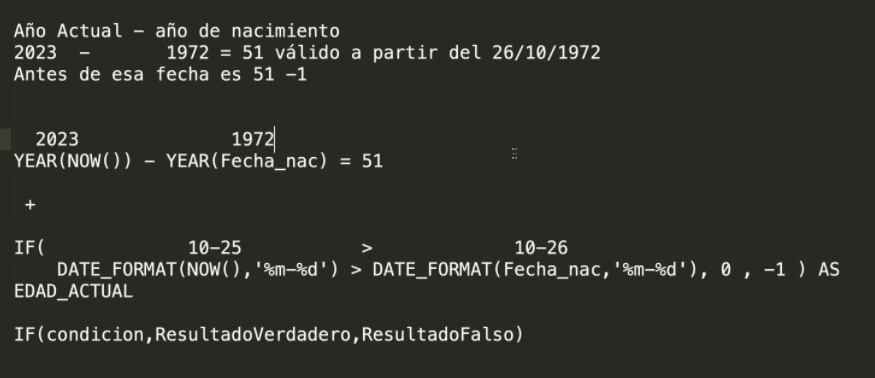 Año Actual – año de nacimiento
2023  –       1972 = 51 válido a partir del 26/10/1972
Antes de esa fecha es 51 –1
2023              1972
YEAR(NOW()) – YEAR(Fecha_nac) = 51
+
IF(             10–25           >             10–26
DATE_FORMAT(NOW(),'%m–%d') > DATE_FORMAT(Fecha_nac,'%m–%d'), 0 , –1 ) AS
EDAD_ACTUAL
IF(condicion,ResultadoVerdadero,ResultadoFalso)